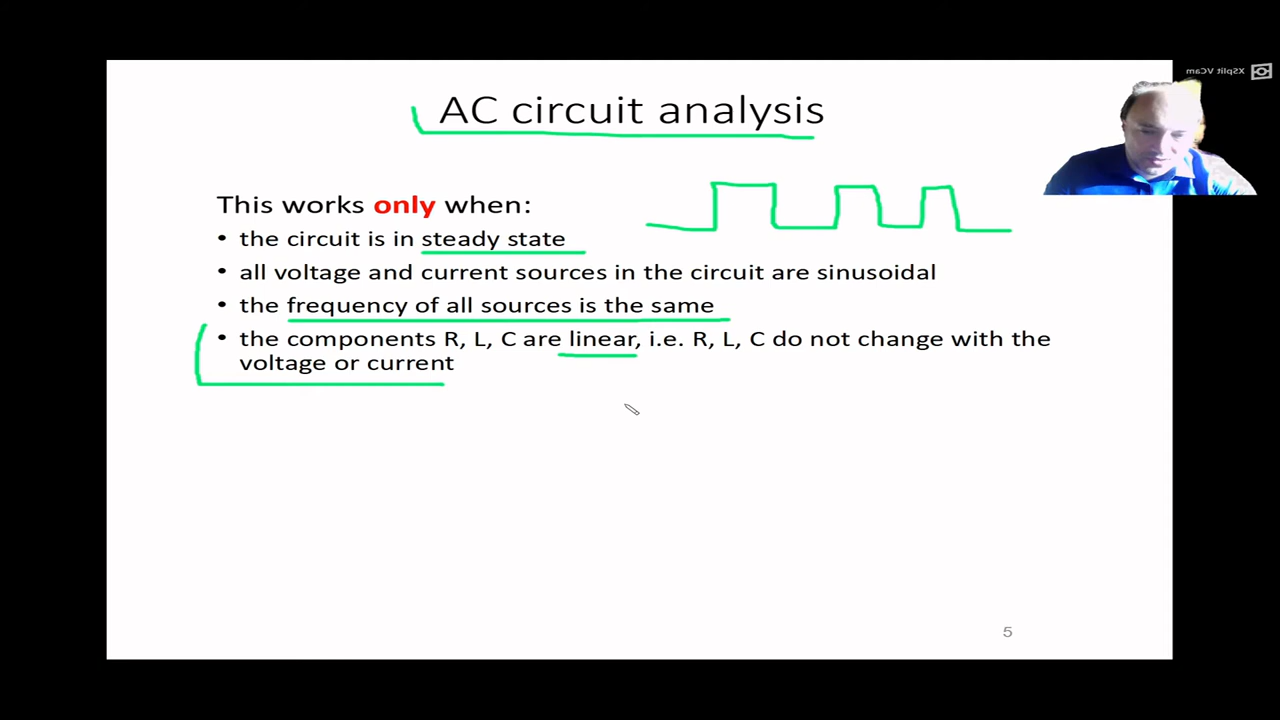 XSplit VCam
AC circuit analysis
This works only when:
• the circuit is in steady state
• all voltage and current sources in the circuit are sinusoidal
• the frequency of all sources is the same
• the components R, L, C are linear, i.e. R, L, C do not change with the
voltage or current
5